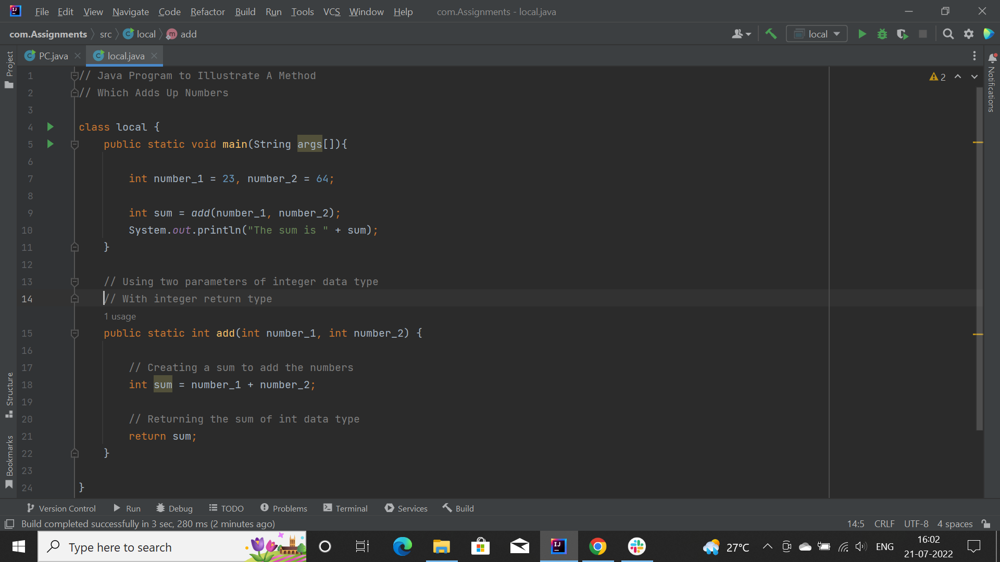 File Edit View Navigate Code Refactor Build Run Tools VCS Window Help com.Assignments - local.java
com.Assignments src local add
local
PC.java local.java
Project
Notifications
2
1 // Java Program to Illustrate A Method
2 // Which Adds Up Numbers
3
4 class local {
5 public static void main(String args[]){
6
7 int number_1 = 23, number_2 = 64;
8
9 int sum = add(number_1, number_2);
10 System.out.println("The sum is " + sum);
11 }
12
13 // Using two parameters of integer data type
14 // With integer return type
1 usage
15 public static int add(int number_1, int number_2) {
16
17 // Creating a sum to add the numbers
18 int sum = number_1 + number_2;
19
20 // Returning the sum of int data type
21 return sum;
22 }
23
24 }
Structure
Bookmarks
Version Control Run Debug TODO Problems Terminal Services Build
Build completed successfully in 3 sec, 280 ms (2 minutes ago) 14:5 CRLF UTF-8 4 spaces
Type here to search 27°C ENG 16:02
21-07-2022